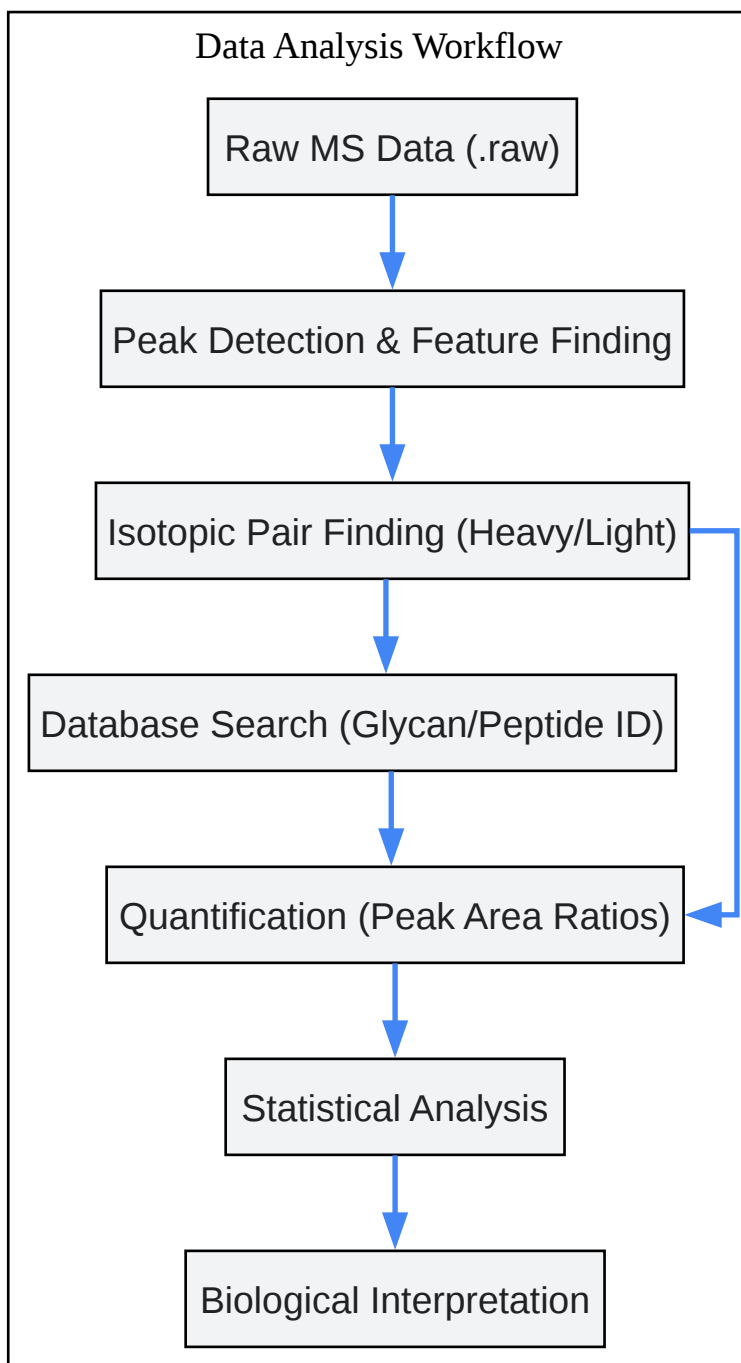 Data Analysis Workflow
Raw MS Data (.raw)
Peak Detection & Feature Finding
Isotopic Pair Finding (Heavy/Light)
Database Search (Glycan/Peptide ID)
Quantification (Peak Area Ratios)
Statistical Analysis
Biological Interpretation